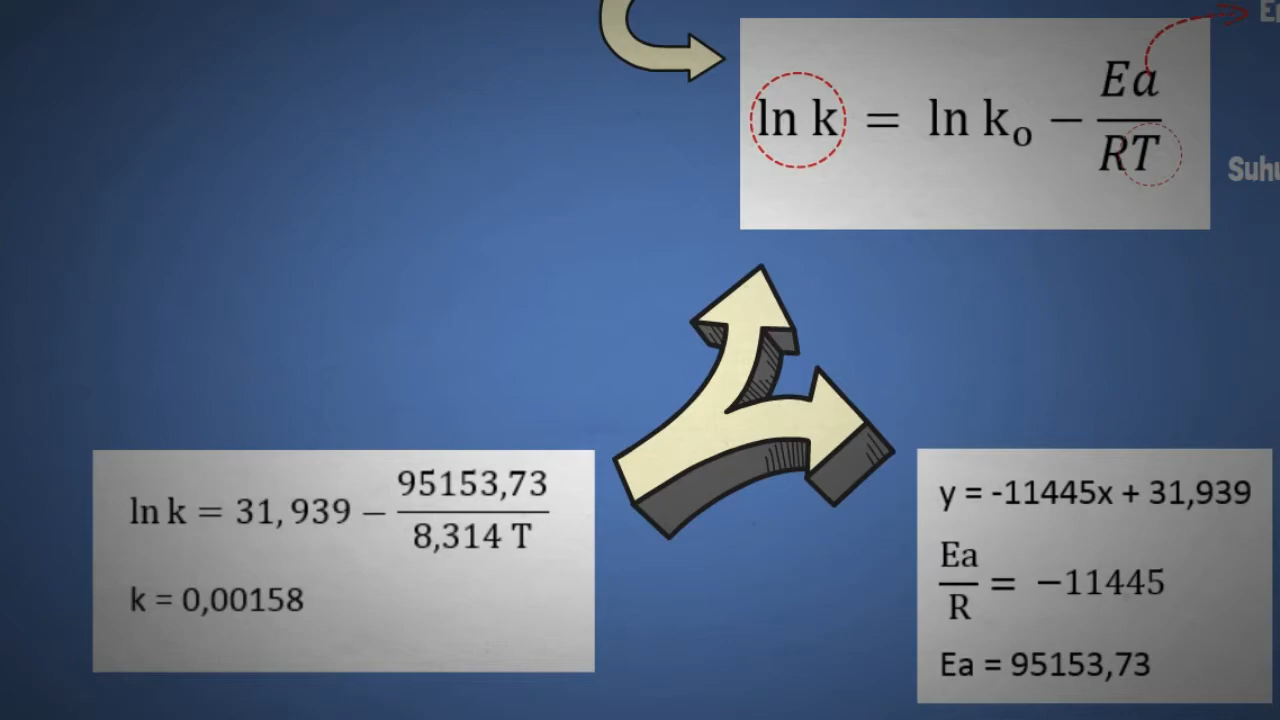 E
ln k = ln k₀ − Ea/RT
Suhu
ln k = 31,939 − 95153,73/8,314 T
k = 0,00158
y = -11445x + 31,939
Ea/R = −11445
Ea = 95153,73